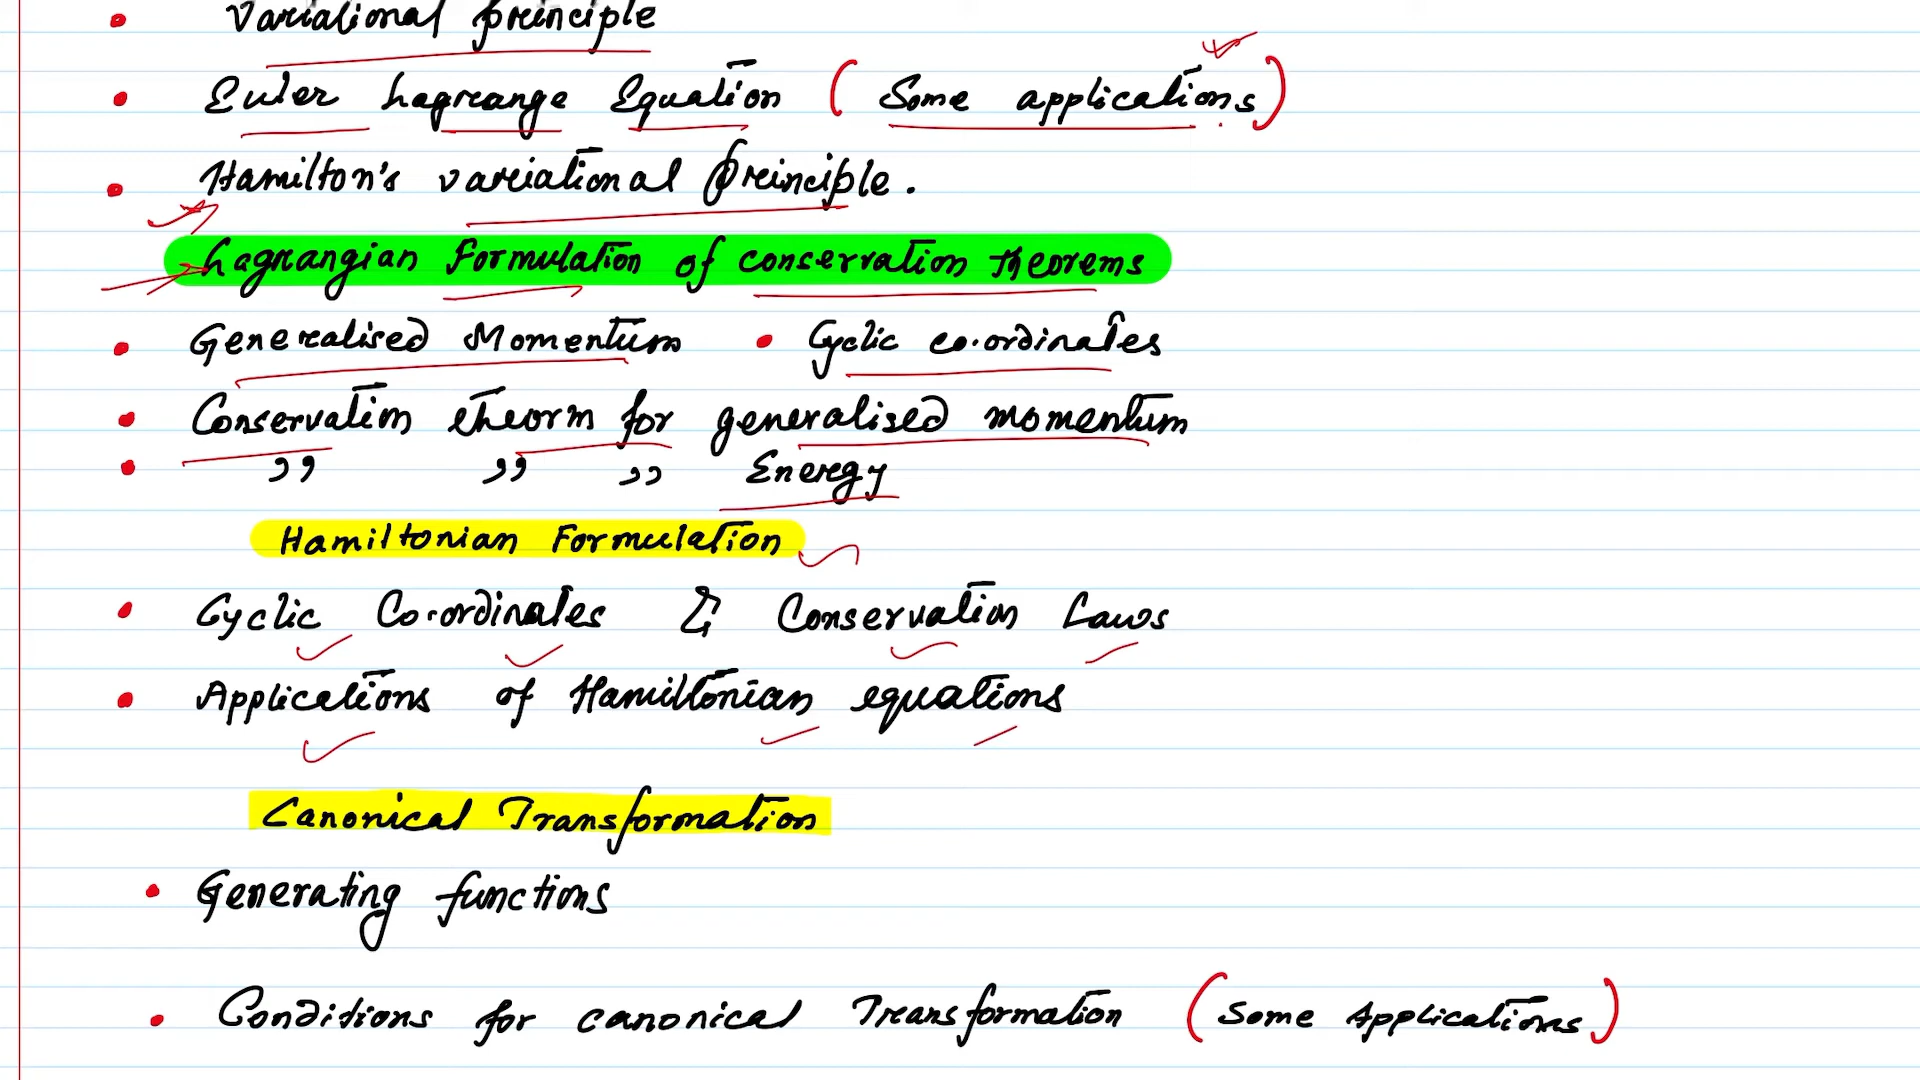 • Variational principle
• Euler Lagrange Equation (Some applications)
• Hamilton's variational principle.
Lagrangian Formulation of conservation theorems
• Generalised Momentum • Cyclic co.ordinates
• Conservation theorm for generalised momentum
• ,, ,, ,, Energy
Hamiltonian Formulation
• Cyclic Co.ordinates & Conservation Laws
• Applications of Hamiltonian equations
Canonical Transformation
• Generating functions
• Conditions for canonical Transformation (Some Applications)